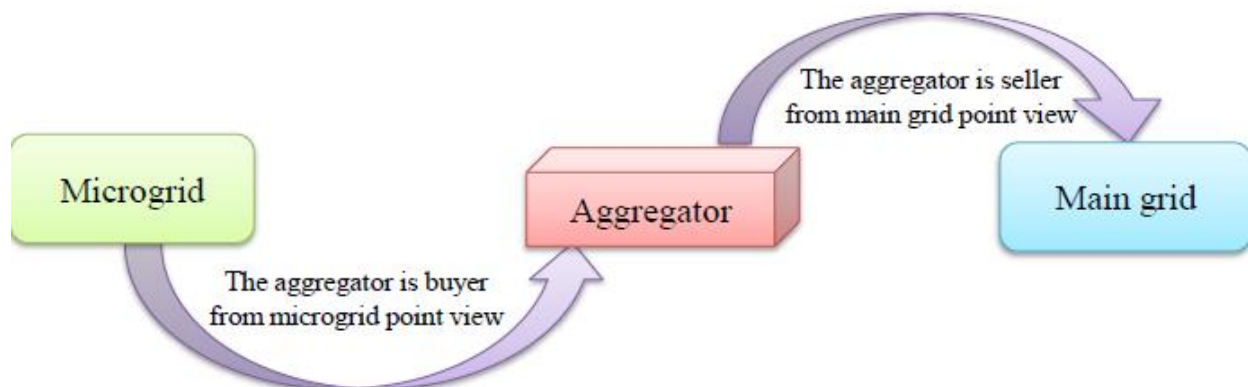 The aggregator is seller
from main grid point view
Microgrid
Aggregator
Main grid
The aggregator is buyer
from microgrid point view